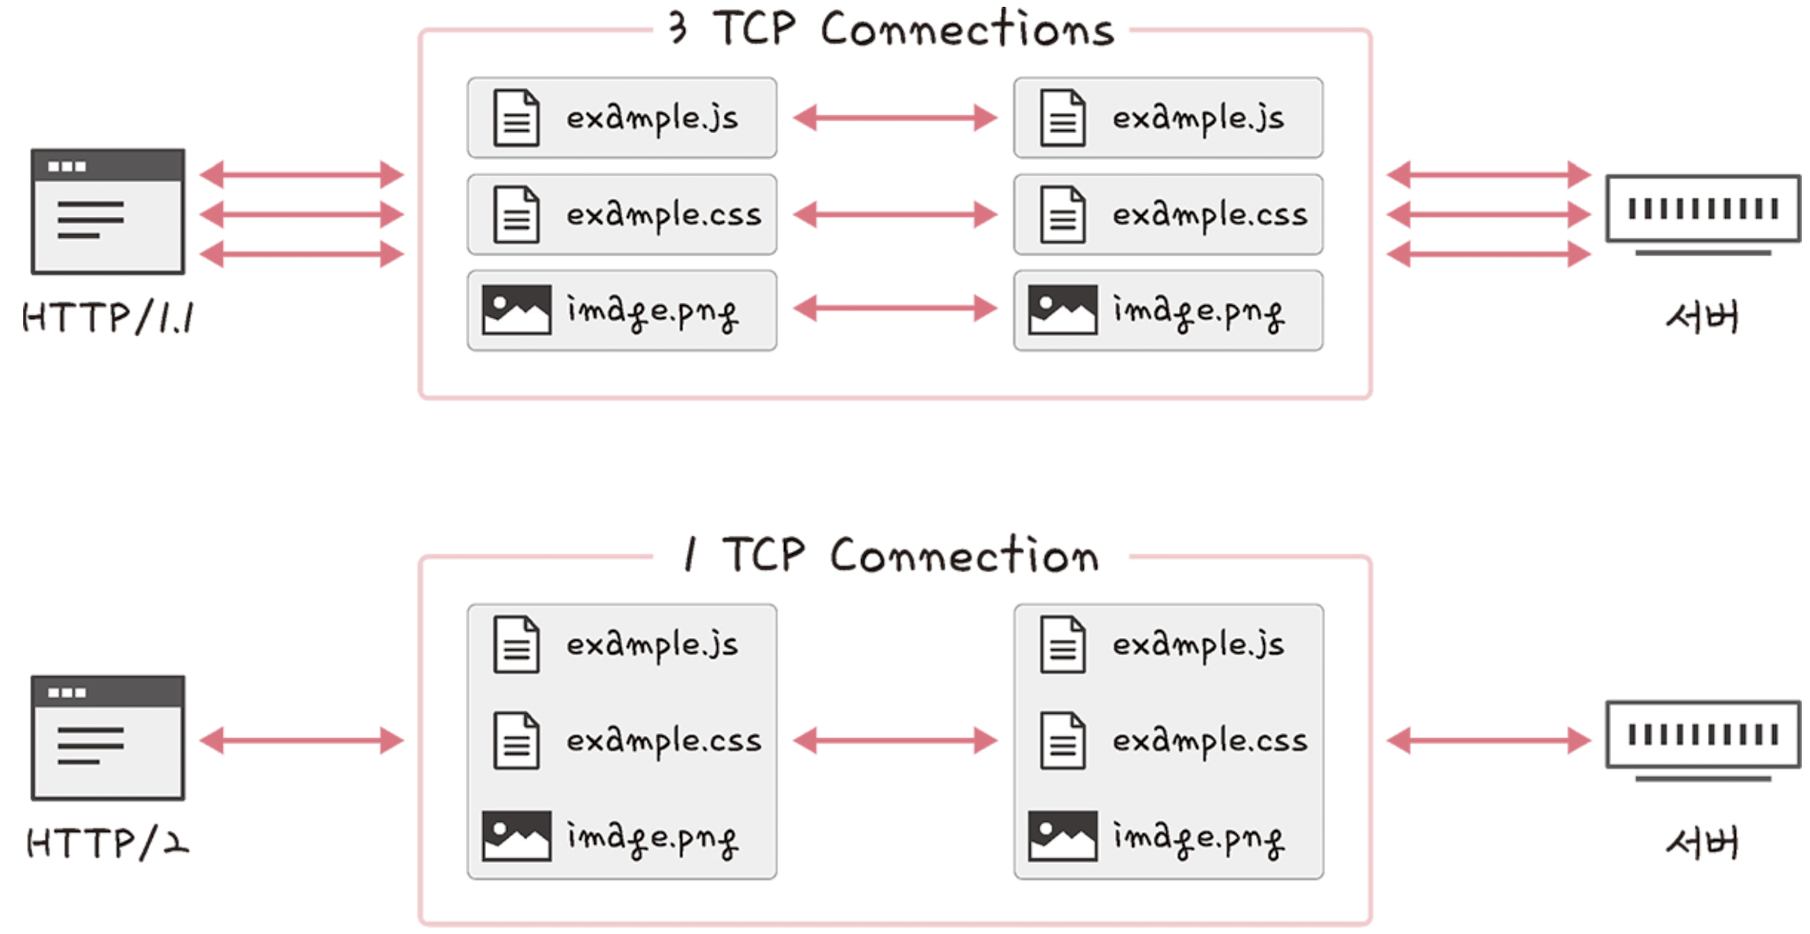 3 TCP Connections
example.js
example.js
example.css
example.css
image.png
image.png
HTTP/1.1
서버
1 TCP Connection
example.js
example.js
example.css
example.css
image.png
image.png
HTTP/2
서버